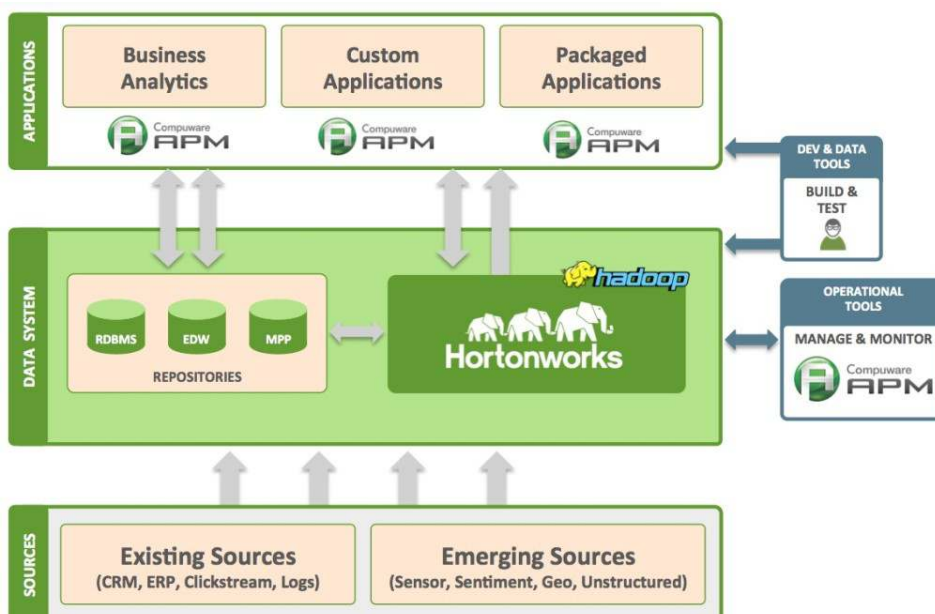 APPLICATIONS
Business
Analytics
Custom
Applications
Packaged
Applications
Compuware
APM
Compuware
APM
Compuware
APM
DEV & DATA
TOOLS
BUILD &
TEST
DATA SYSTEM
RDBMS
EDW
MPP
REPOSITORIES
hadoop
Hortonworks
OPERATIONAL
TOOLS
MANAGE & MONITOR
Compuware
APM
SOURCES
Existing Sources
(CRM, ERP, Clickstream, Logs)
Emerging Sources
(Sensor, Sentiment, Geo, Unstructured)